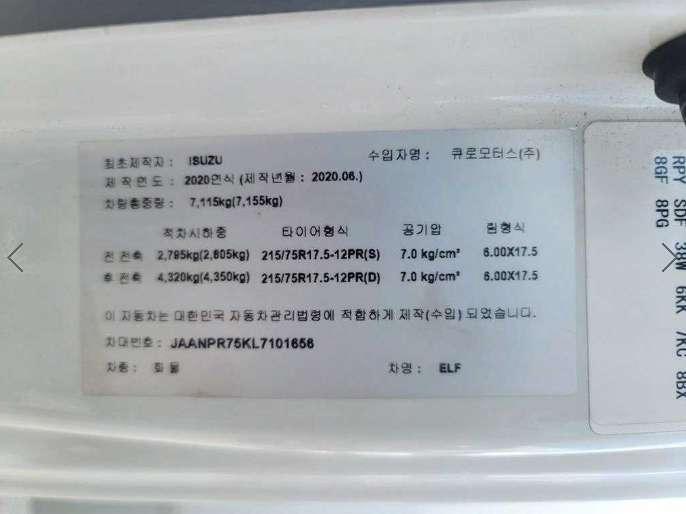 최초제작자 : ISUZU 수입자명 : 큐로모터스(주)
제작연도 : 2020연식 (제작년월 : 2020.06.)
차량총중량 : 7,115kg(7,155kg)
적차시하중 타이어형식 공기압 림형식
전 전축 2,795kg(2,805kg) 215/75R17.5-12PR(S) 7.0 kg/cm² 6.00X17.5
후 전축 4,320kg(4,350kg) 215/75R17.5-12PR(D) 7.0 kg/cm² 6.00X17.5
이 자동차는 대한민국 자동차관리법령에 적합하게 제작(수입) 되었습니다.
차대번호 : JAANPR75KL7101656
차종 : 화물 차명 : ELF
RPY SDF 38W 6KK 7KC 8BX
8GF 8PG